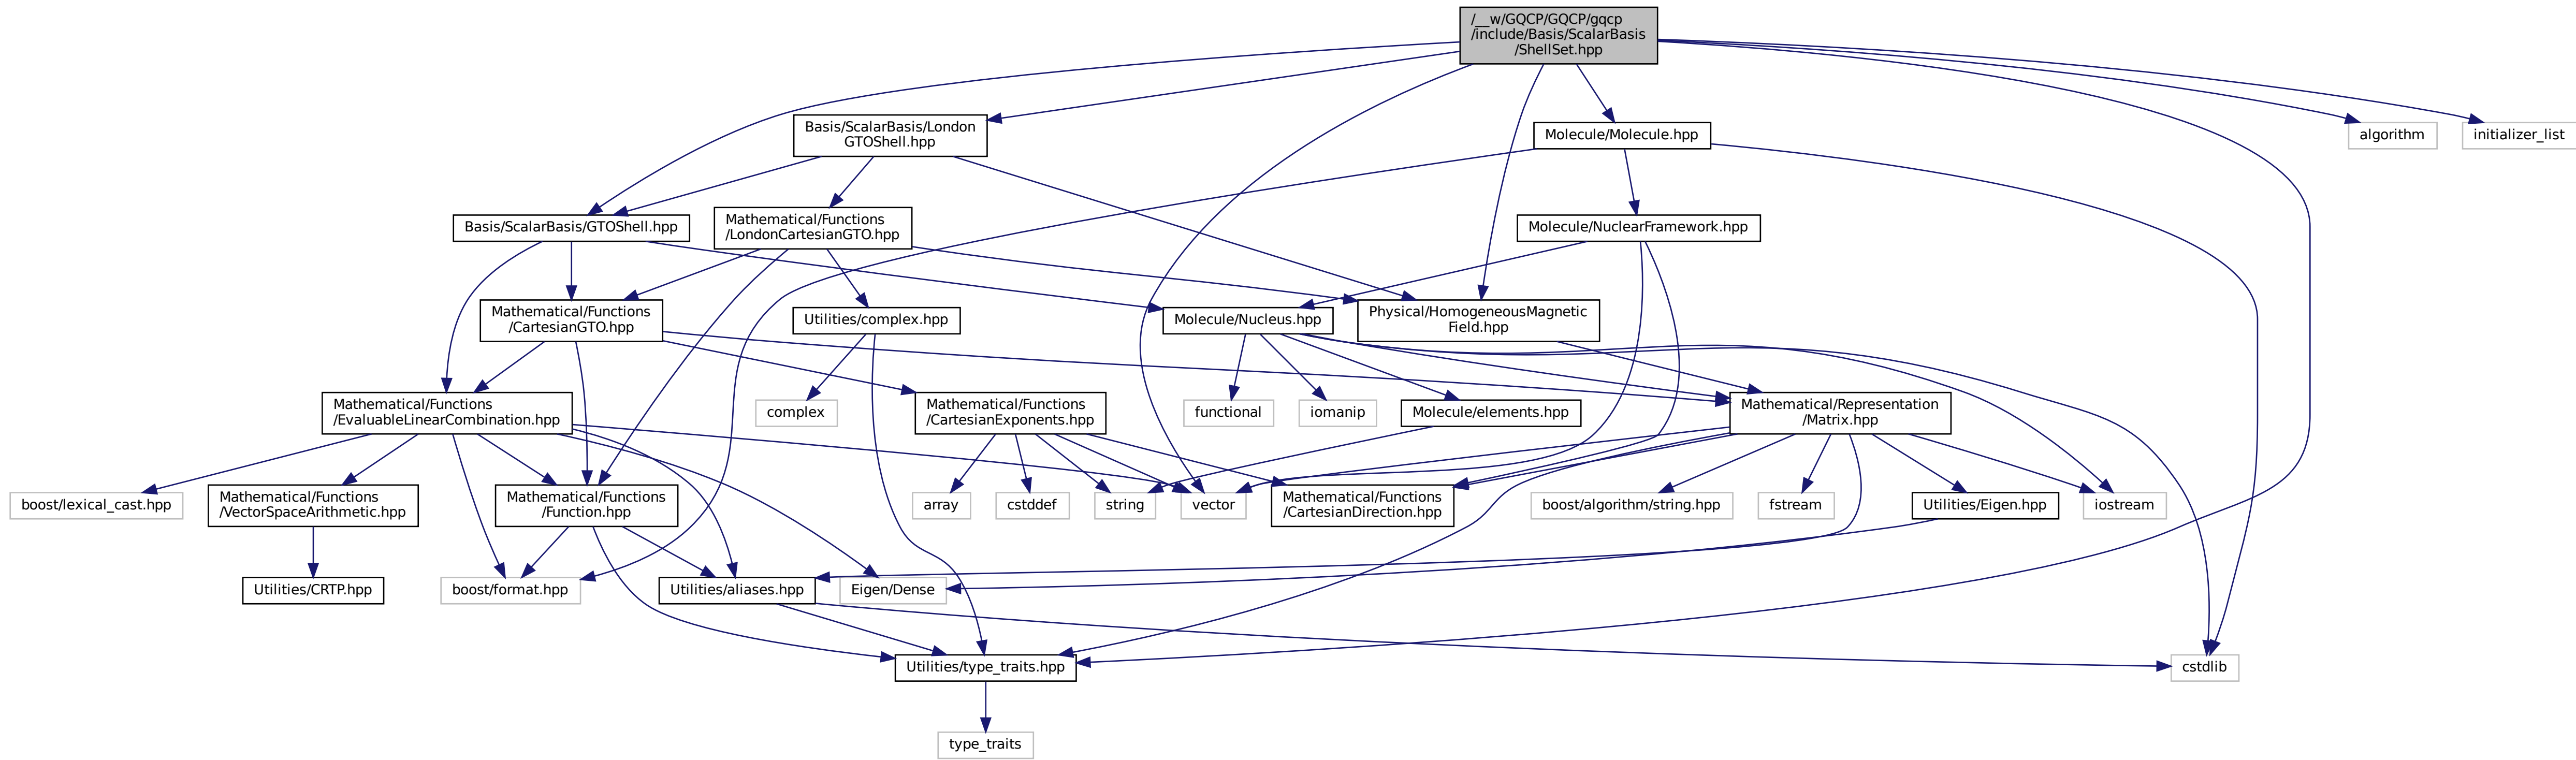 /__w/GQCP/GQCP/gqcp
/include/Basis/ScalarBasis
/ShellSet.hpp
Basis/ScalarBasis/London
GTOShell.hpp
Molecule/Molecule.hpp
algorithm
initializer_list
Basis/ScalarBasis/GTOShell.hpp
Mathematical/Functions
/LondonCartesianGTO.hpp
Molecule/NuclearFramework.hpp
Mathematical/Functions
/CartesianGTO.hpp
Utilities/complex.hpp
Molecule/Nucleus.hpp
Physical/HomogeneousMagnetic
Field.hpp
Mathematical/Functions
/EvaluableLinearCombination.hpp
complex
Mathematical/Functions
/CartesianExponents.hpp
functional
iomanip
Molecule/elements.hpp
Mathematical/Representation
/Matrix.hpp
boost/lexical_cast.hpp
Mathematical/Functions
/VectorSpaceArithmetic.hpp
Mathematical/Functions
/Function.hpp
array
cstddef
string
vector
Mathematical/Functions
/CartesianDirection.hpp
boost/algorithm/string.hpp
fstream
Utilities/Eigen.hpp
iostream
Utilities/CRTP.hpp
boost/format.hpp
Utilities/aliases.hpp
Eigen/Dense
Utilities/type_traits.hpp
cstdlib
type_traits